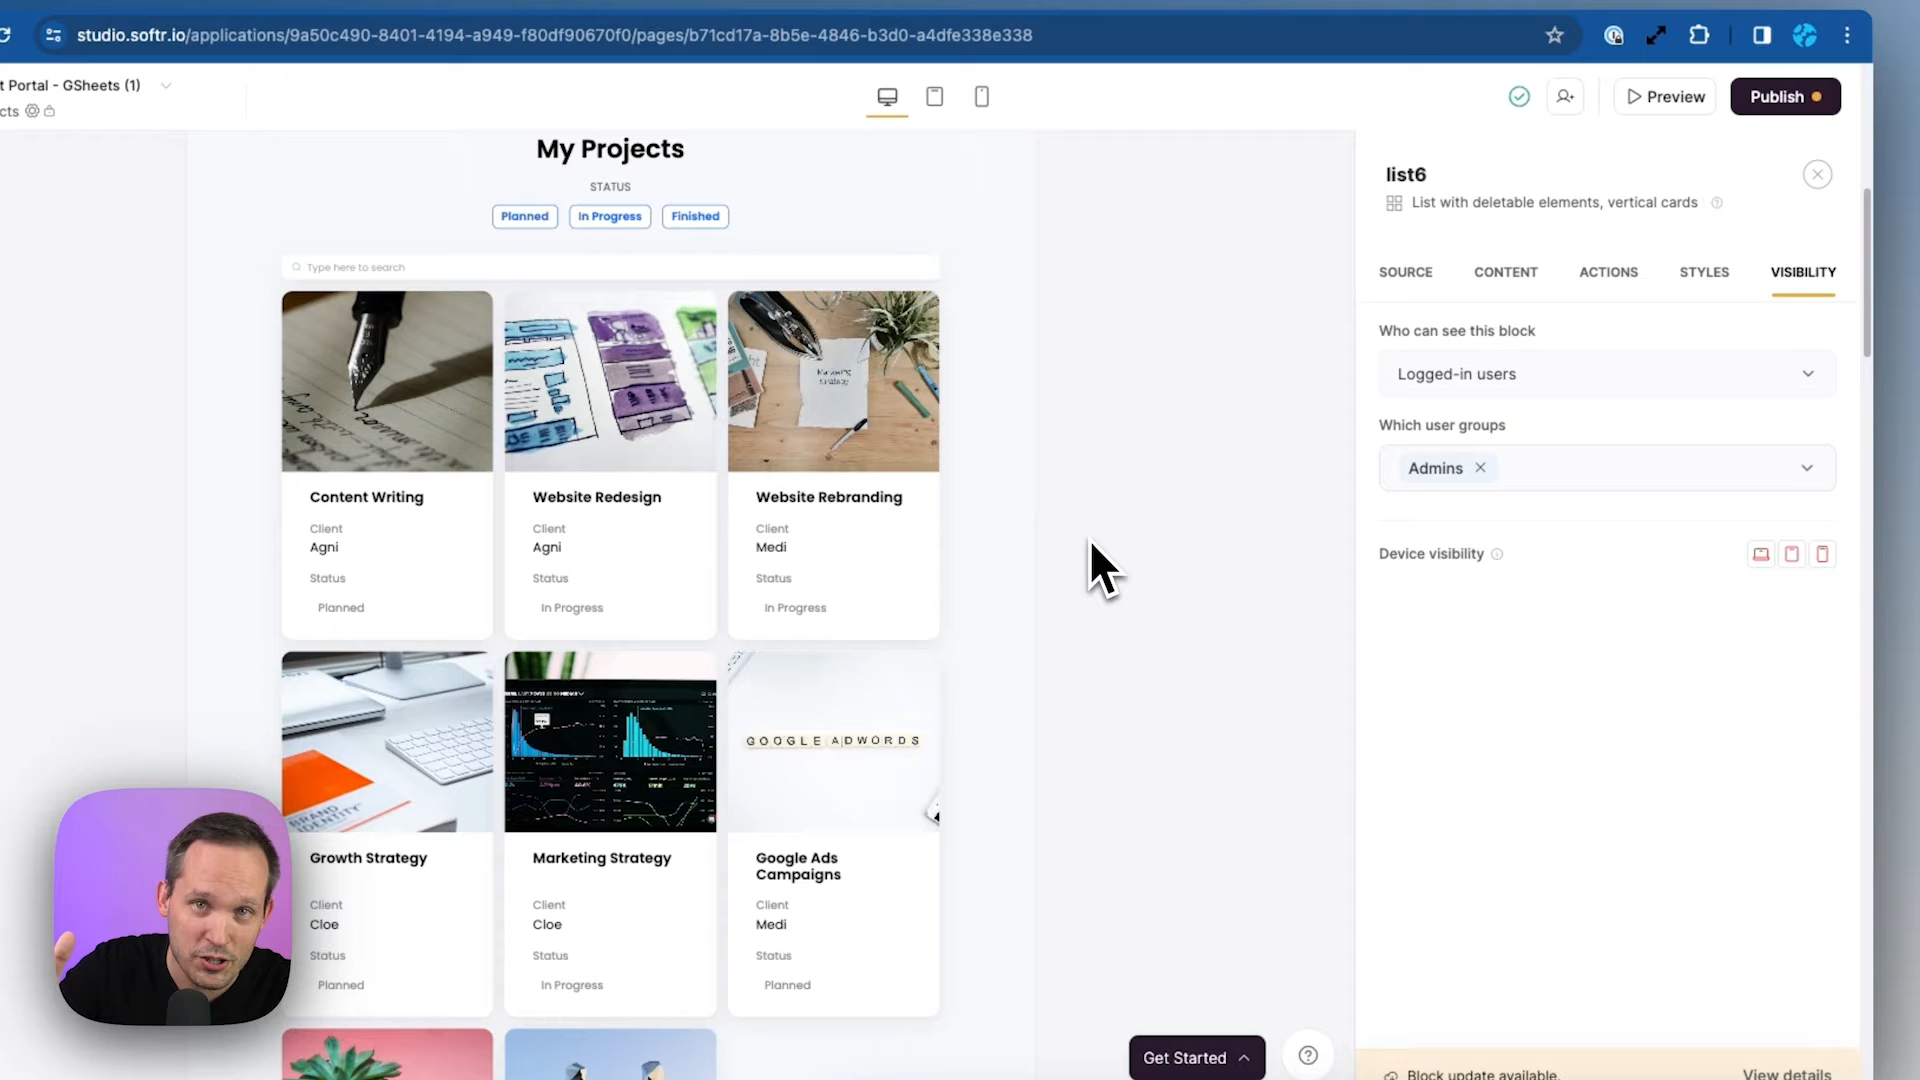 studio.softr.io/applications/9a50c490-8401-4194-a949-f80df90670f0/pages/b71cd17a-8b5e-4846-b3d0-a4dfe338e338
t Portal - GSheets (1)
cts
Preview
Publish
My Projects
STATUS
Planned
In Progress
Finished
Type here to search
Content Writing
Client
Agni
Status
Planned
Website Redesign
Client
Agni
Status
In Progress
Marketing
Strategy
Website Rebranding
Client
Medi
Status
In Progress
BRAND
IDENTITY
Growth Strategy
Client
Cloe
Status
Planned
Marketing Strategy
Client
Cloe
Status
In Progress
GOOGLE ADWORDS
Google Ads
Campaigns
Client
Medi
Status
Planned
Get Started
list6
List with deletable elements, vertical cards
SOURCE
CONTENT
ACTIONS
STYLES
VISIBILITY
Who can see this block
Logged-in users
Which user groups
Admins
Device visibility
Block update available.
View details